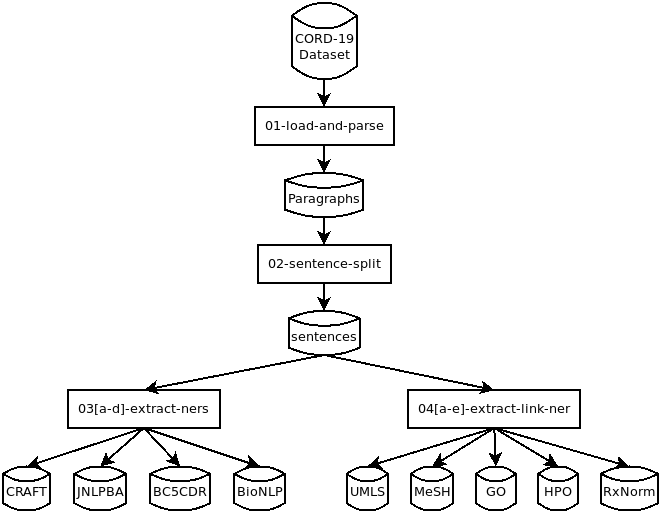 CORD-19
Dataset
01-load-and-parse
Paragraphs
02-sentence-split
sentences
03[a-d]-extract-ners
04[a-e]-extract-link-ner
CRAFT
JNLPBA
BC5CDR
BioNLP
UMLS
MeSH
GO
HPO
RxNorm